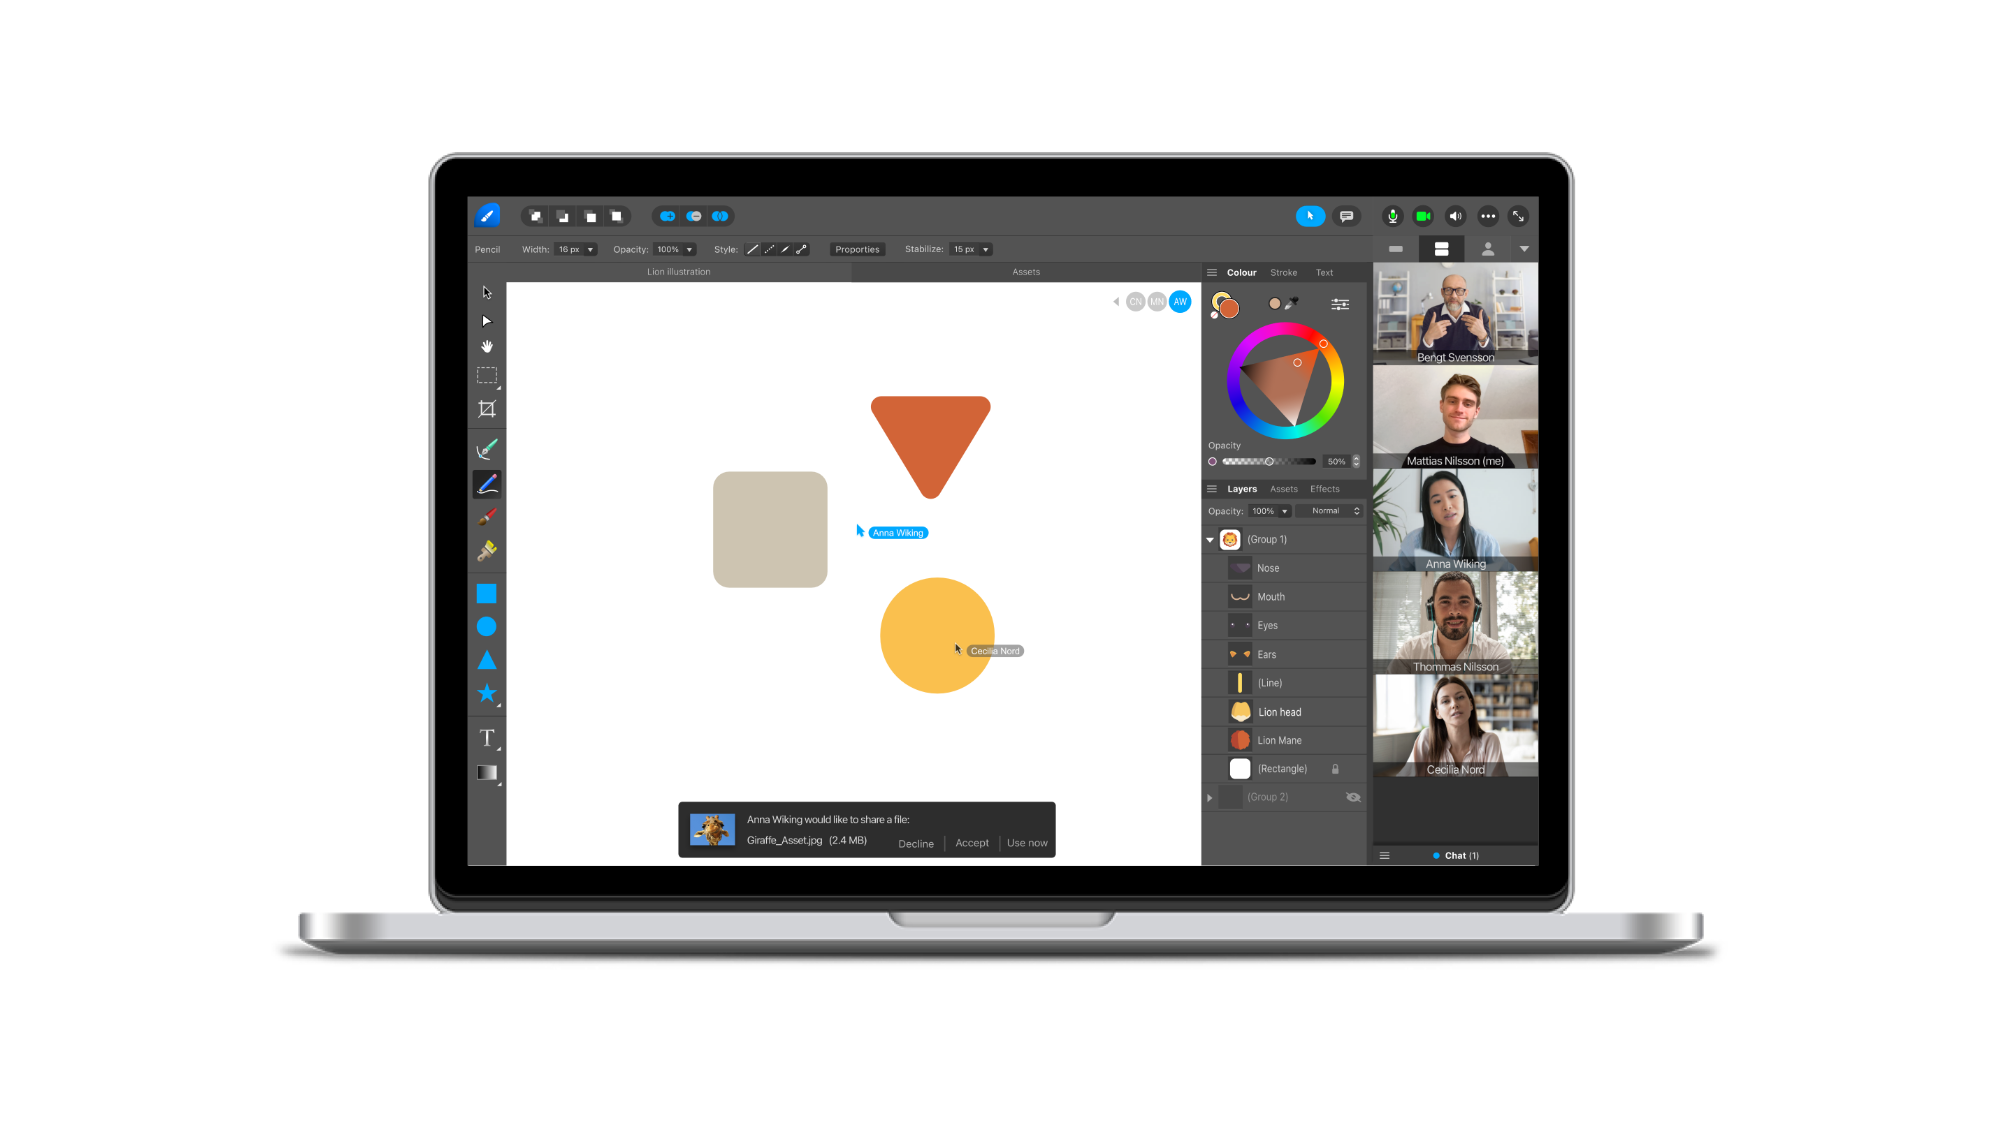 Pencil Width: 16 px Opacity: 100% Style: Properties Stabilize: 15 px
Lion illustration Assets
CN MN AW
Anna Wiking
Cecilia Nord
Anna Wiking would like to share a file:
Giraffe_Asset.jpg (2.4 MB)
Decline Accept Use now
Colour Stroke Text
Opacity
50%
Layers Assets Effects
Opacity: 100% Normal
(Group 1)
Nose
Mouth
Eyes
Ears
(Line)
Lion head
Lion Mane
(Rectangle)
(Group 2)
Bengt Svensson
Mattias Nilsson (me)
Anna Wiking
Thommas Nilsson
Cecilia Nord
Chat (1)
T